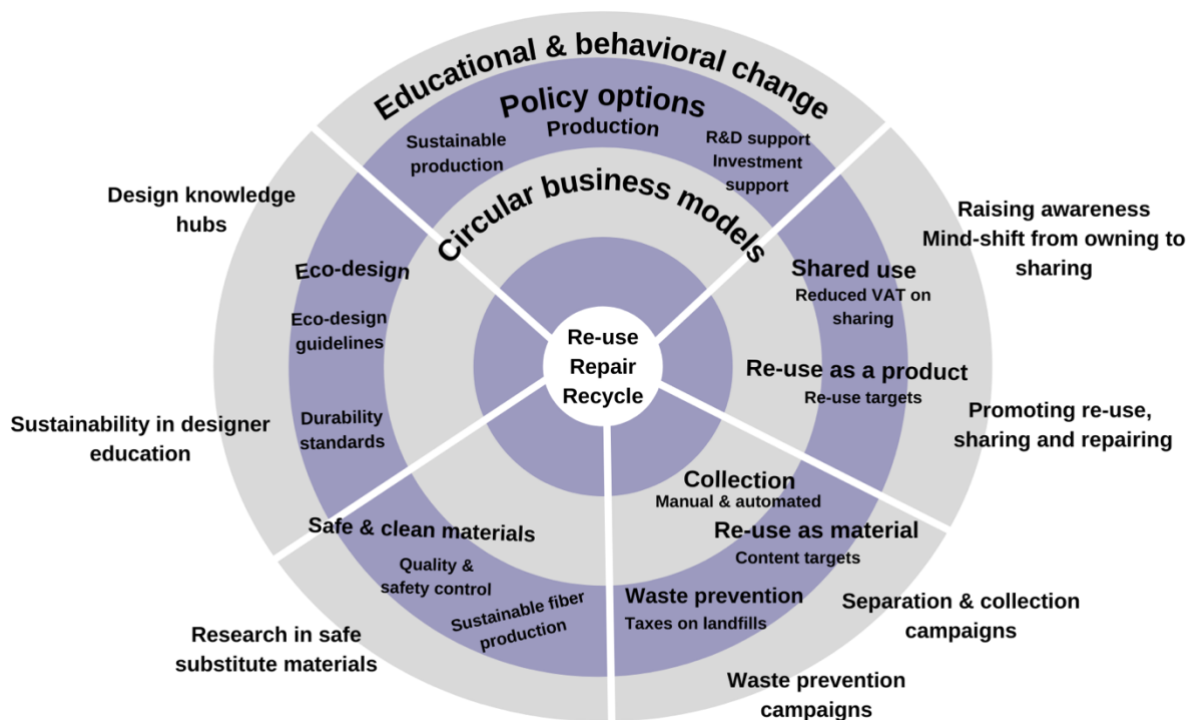 Educational & behavioral change
Policy options
Production
Sustainable
production
R&D support
Investment
support
Circular business models
Design knowledge
hubs
Eco-design
Eco-design
guidelines
Durability
standards
Sustainability in designer
education
Raising awareness
Mind-shift from owning to
sharing
Shared use
Reduced VAT on
sharing
Re-use as a product
Re-use targets
Promoting re-use,
sharing and repairing
Re-use
Repair
Recycle
Collection
Manual & automated
Re-use as material
Content targets
Waste prevention
Taxes on landfills
Separation & collection
campaigns
Waste prevention
campaigns
Safe & clean materials
Quality &
safety control
Sustainable fiber
production
Research in safe
substitute materials